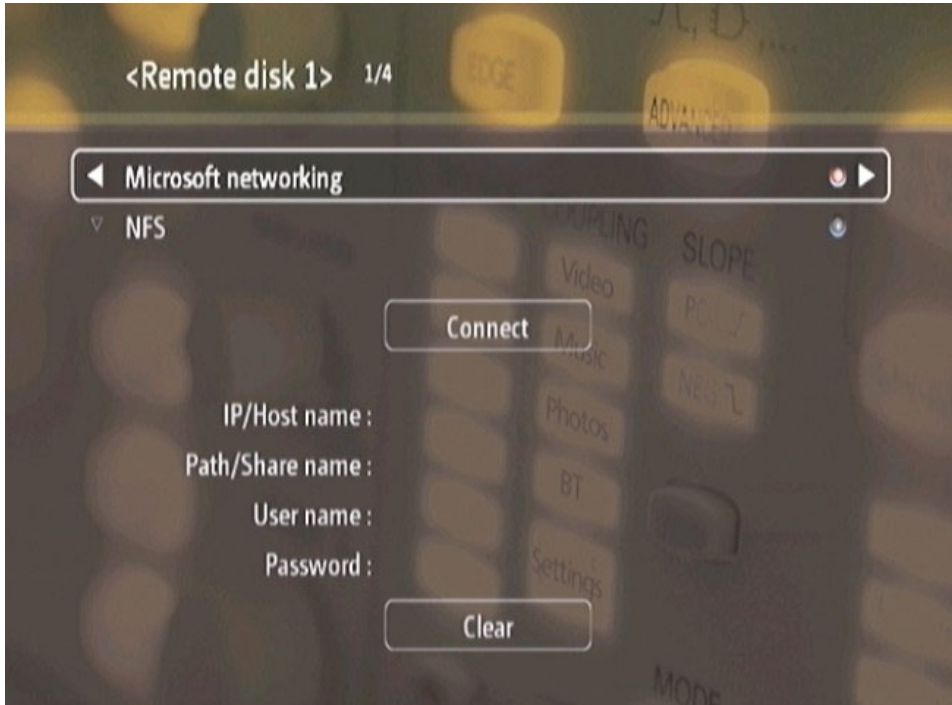 <Remote disk 1> 1/4
EDGE
ADVANCED
Microsoft networking
NFS
COUPLING
SLOPE
Video
Connect
Music
NEG
IP/Host name :
Photos
Path/Share name :
BT
User name :
Password :
Settings
Clear
MODE